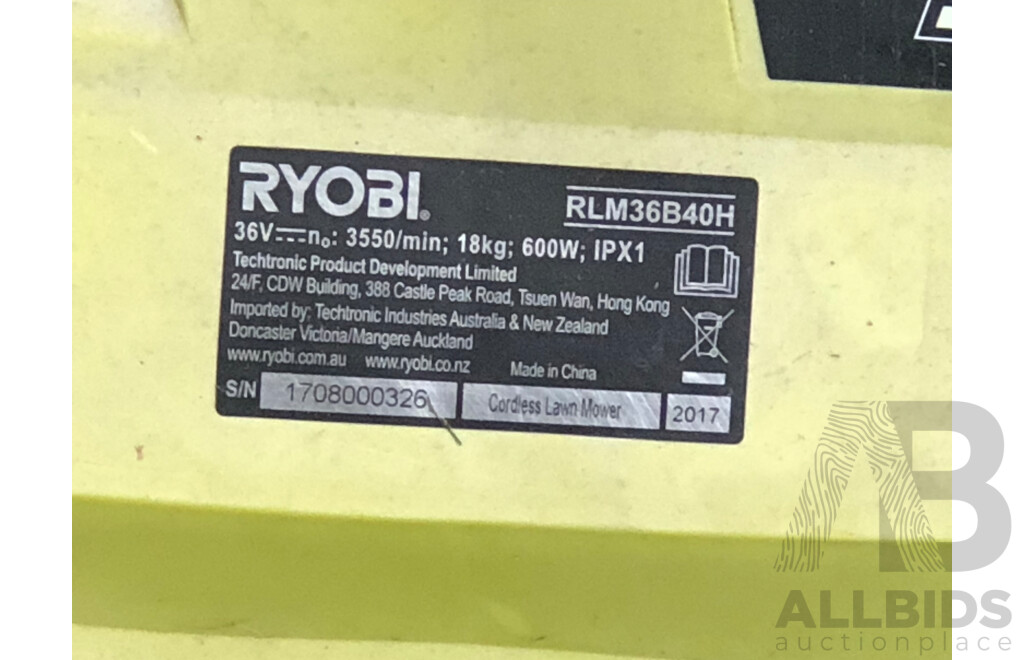 RYOBI®
RLM36B40H
36V⎓n₀: 3550/min; 18kg; 600W; IPX1
Techtronic Product Development Limited
24/F, CDW Building, 388 Castle Peak Road, Tsuen Wan, Hong Kong
Imported by: Techtronic Industries Australia & New Zealand
Doncaster Victoria/Mangere Auckland
www.ryobi.com.au www.ryobi.co.nz Made in China
S/N 1708000326 Cordless Lawn Mower 2017
AB
ALLBIDS
auctionplace